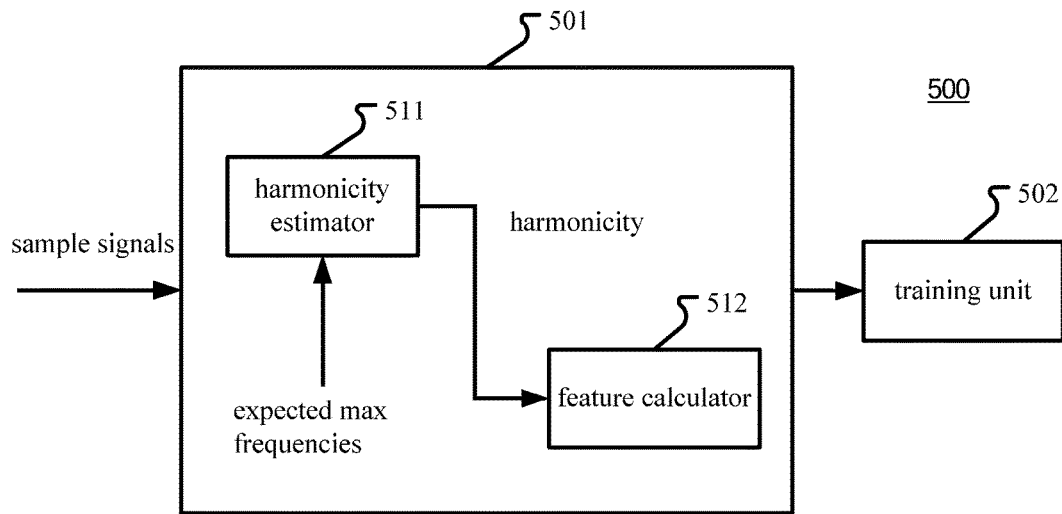 501
500
511
harmonicity
estimator
harmonicity
502
sample signals
training unit
512
feature calculator
expected max
frequencies